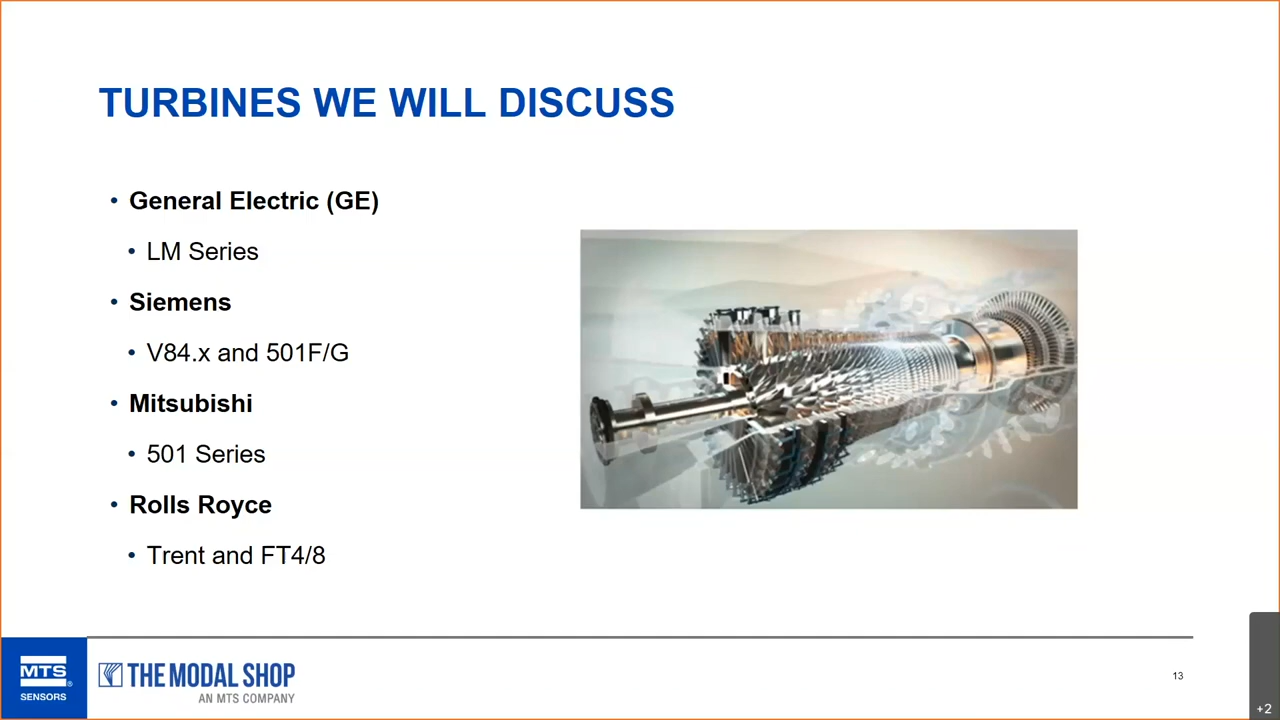 TURBINES WE WILL DISCUSS
• General Electric (GE)
• LM Series
• Siemens
• V84.x and 501F/G
• Mitsubishi
• 501 Series
• Rolls Royce
• Trent and FT4/8
MTS®
SENSORS
THE MODAL SHOP
AN MTS COMPANY
13
+2